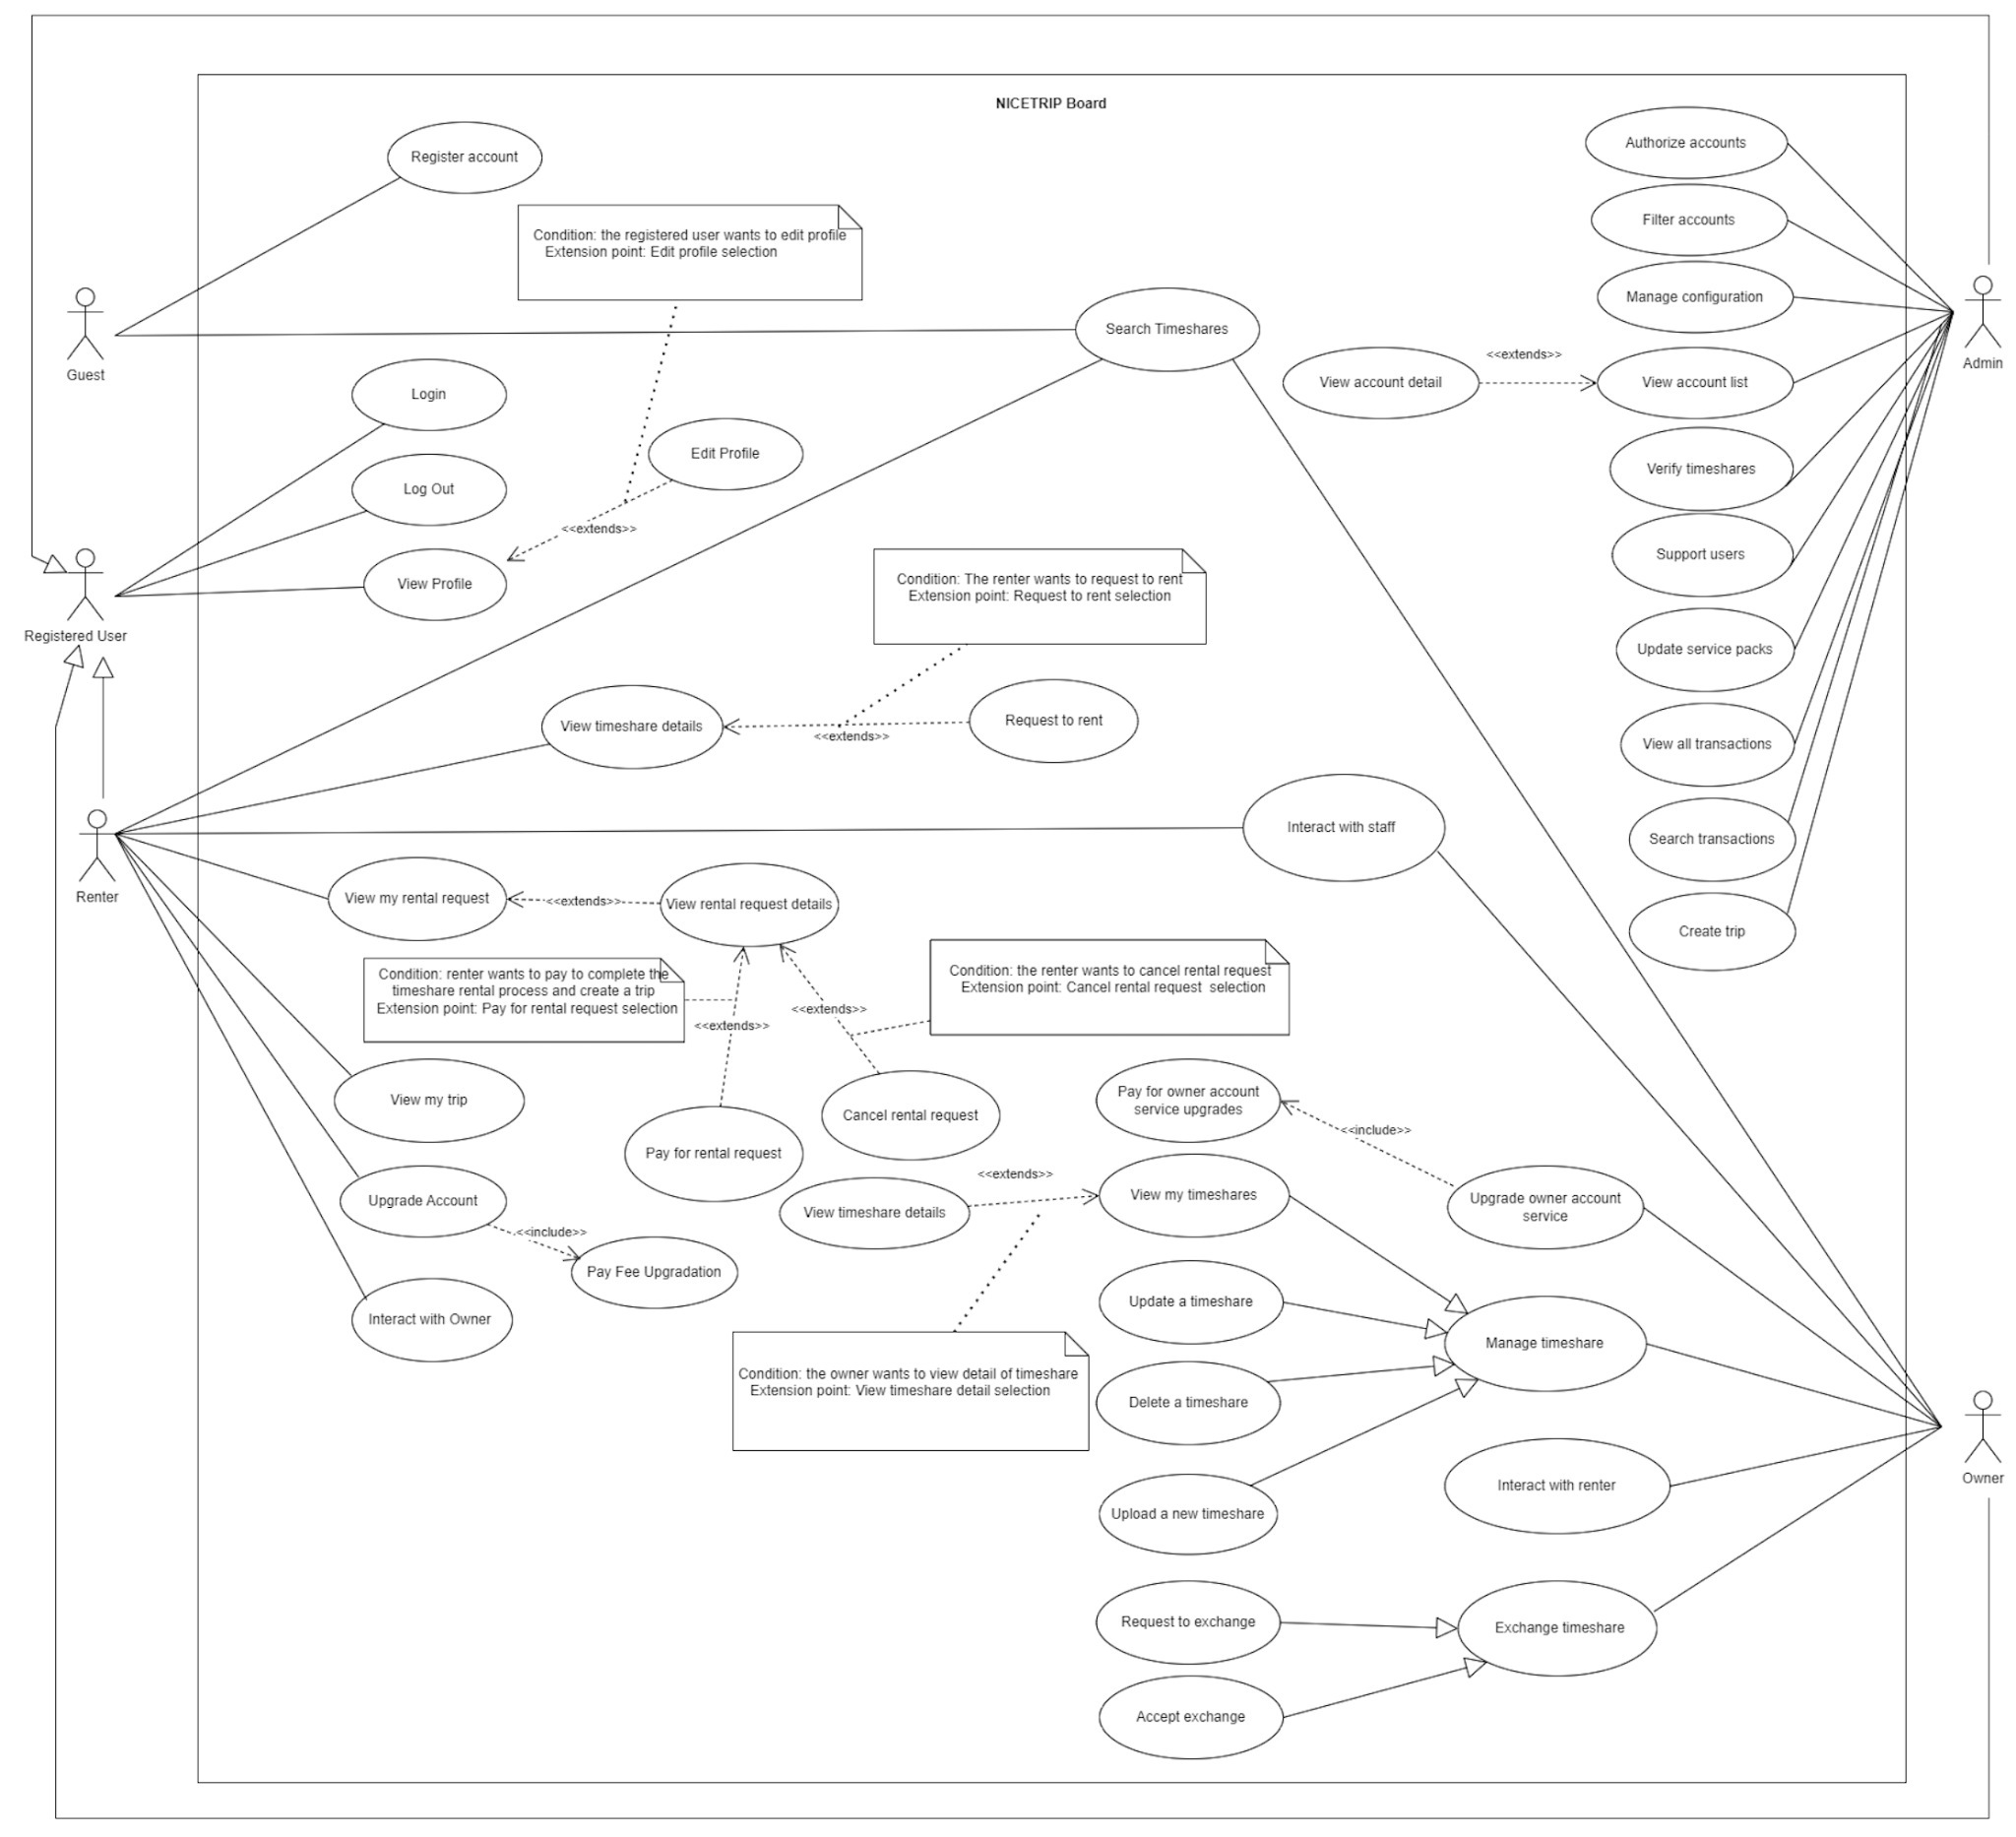 NICETRIP Board
Register account
Authorize accounts
Filter accounts
Condition: the registered user wants to edit profile
Extension point: Edit profile selection
Manage configuration
Search Timeshares
Guest
Admin
<<extends>>
View account detail
View account list
Login
Edit Profile
Verify timeshares
Log Out
<<extends>>
Support users
View Profile
Condition: The renter wants to request to rent
Extension point: Request to rent selection
Registered User
Update service packs
View timeshare details
<<extends>>
Request to rent
View all transactions
Interact with staff
Search transactions
Renter
View my rental request
<<extends>>
View rental request details
Create trip
Condition: renter wants to pay to complete the
timeshare rental process and create a trip
Extension point: Pay for rental request selection
<<extends>>
<<extends>>
Condition: the renter wants to cancel rental request
Extension point: Cancel rental request  selection
View my trip
Cancel rental request
Pay for owner account
service upgrades
<<include>>
Pay for rental request
<<extends>>
Upgrade Account
View timeshare details
View my timeshares
Upgrade owner account
service
<<include>>
Pay Fee Upgradation
Interact with Owner
Update a timeshare
Manage timeshare
Condition: the owner wants to view detail of timeshare
Extension point: View timeshare detail selection
Delete a timeshare
Owner
Interact with renter
Upload a new timeshare
Request to exchange
Exchange timeshare
Accept exchange